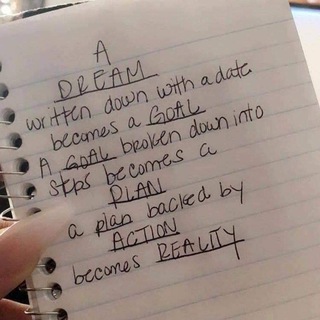 A
DREAM
written down with a date
becomes a GOAL
A GOAL broken down into
steps becomes a
PLAN
a plan backed by
ACTION
becomes REALITY